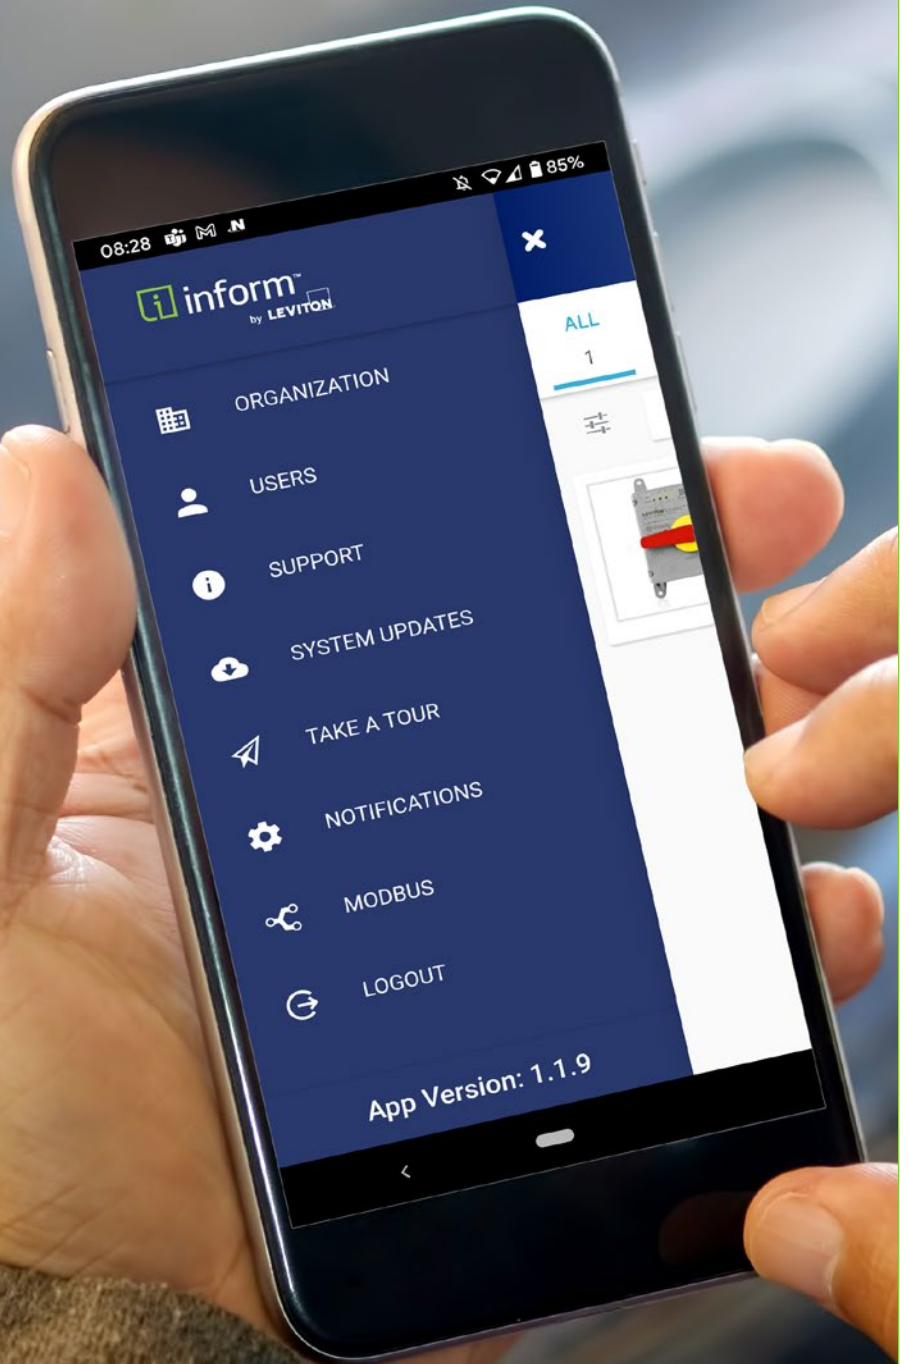 08:28
85%
inform™
by LEVITON
ORGANIZATION
USERS
SUPPORT
SYSTEM UPDATES
TAKE A TOUR
NOTIFICATIONS
MODBUS
LOGOUT
App Version: 1.1.9
ALL
1